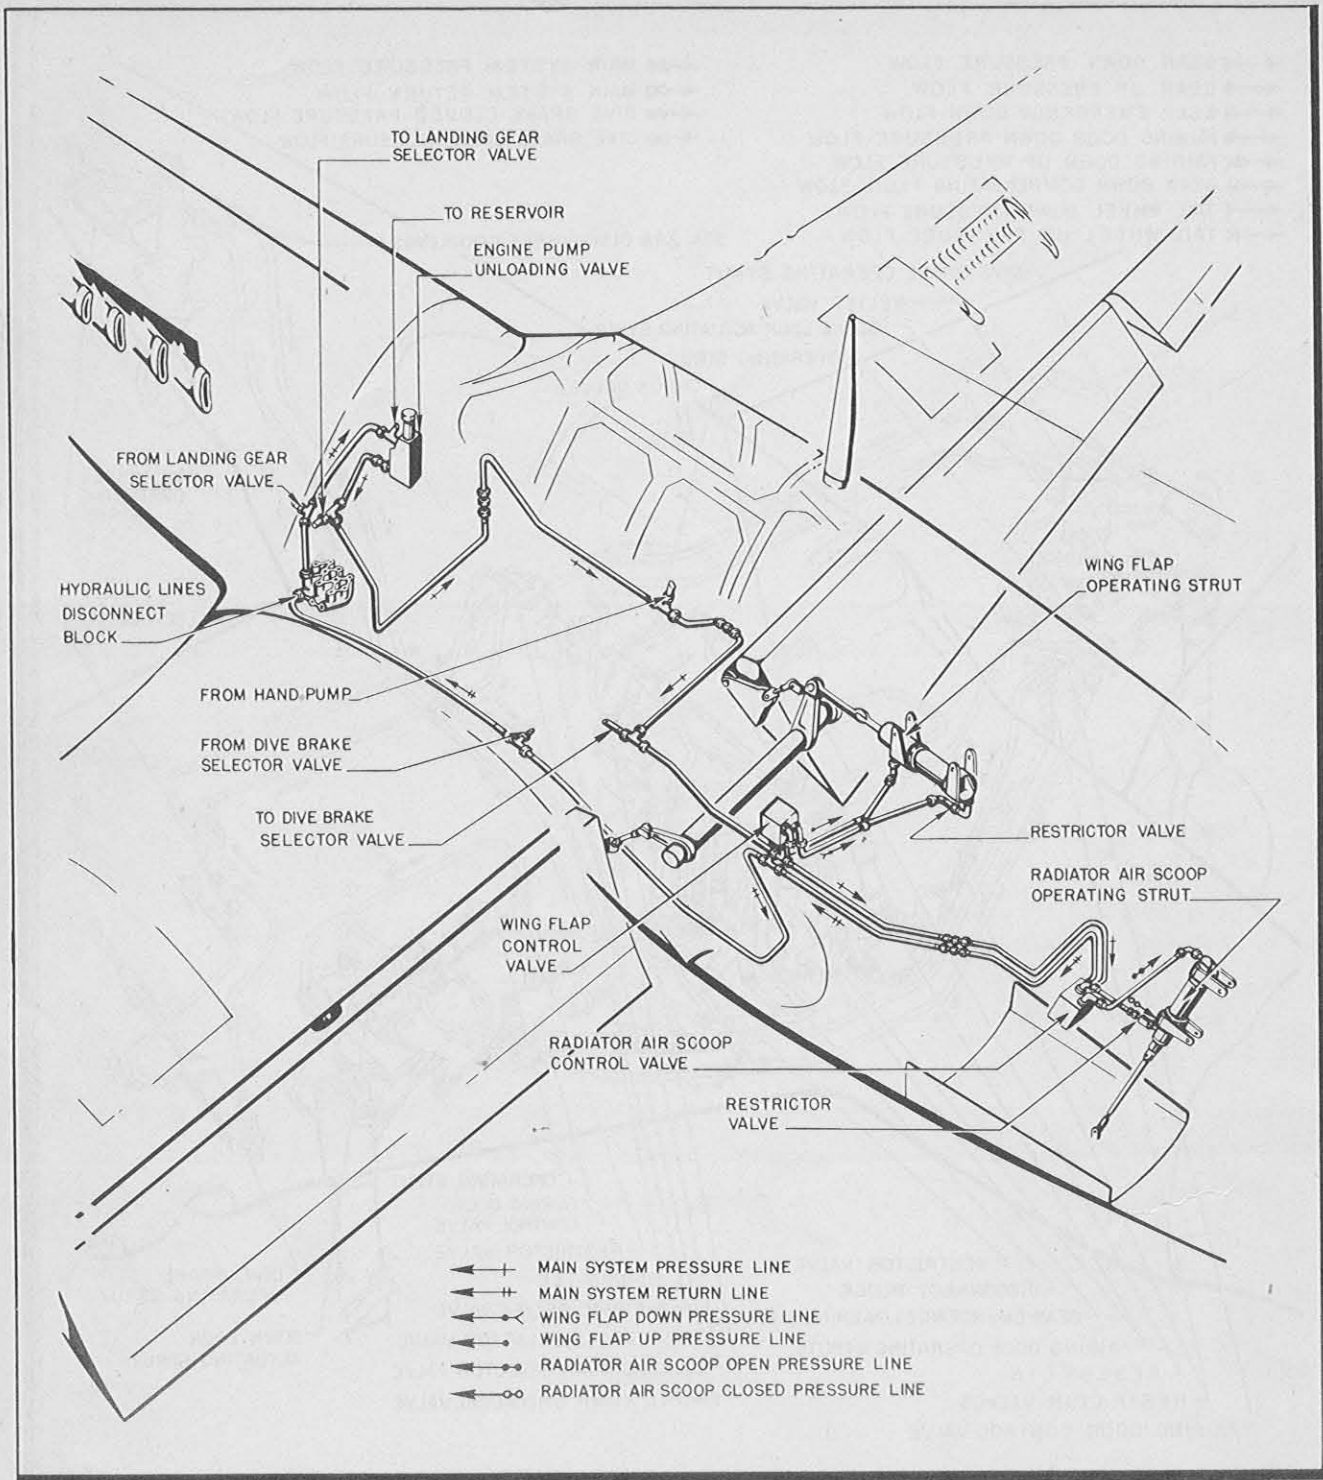 TO LANDING GEAR
SELECTOR VALVE
TO RESERVOIR
ENGINE PUMP
UNLOADING VALVE
FROM LANDING GEAR
SELECTOR VALVE
HYDRAULIC LINES
DISCONNECT
BLOCK
WING FLAP
OPERATING STRUT
FROM HAND PUMP
FROM DIVE BRAKE
SELECTOR VALVE
TO DIVE BRAKE
SELECTOR VALVE
RESTRICTOR VALVE
RADIATOR AIR SCOOP
OPERATING STRUT
WING FLAP
CONTROL
VALVE
RADIATOR AIR SCOOP
CONTROL VALVE
RESTRICTOR
VALVE
MAIN SYSTEM PRESSURE LINE
MAIN SYSTEM RETURN LINE
WING FLAP DOWN PRESSURE LINE
WING FLAP UP PRESSURE LINE
RADIATOR AIR SCOOP OPEN PRESSURE LINE
RADIATOR AIR SCOOP CLOSED PRESSURE LINE